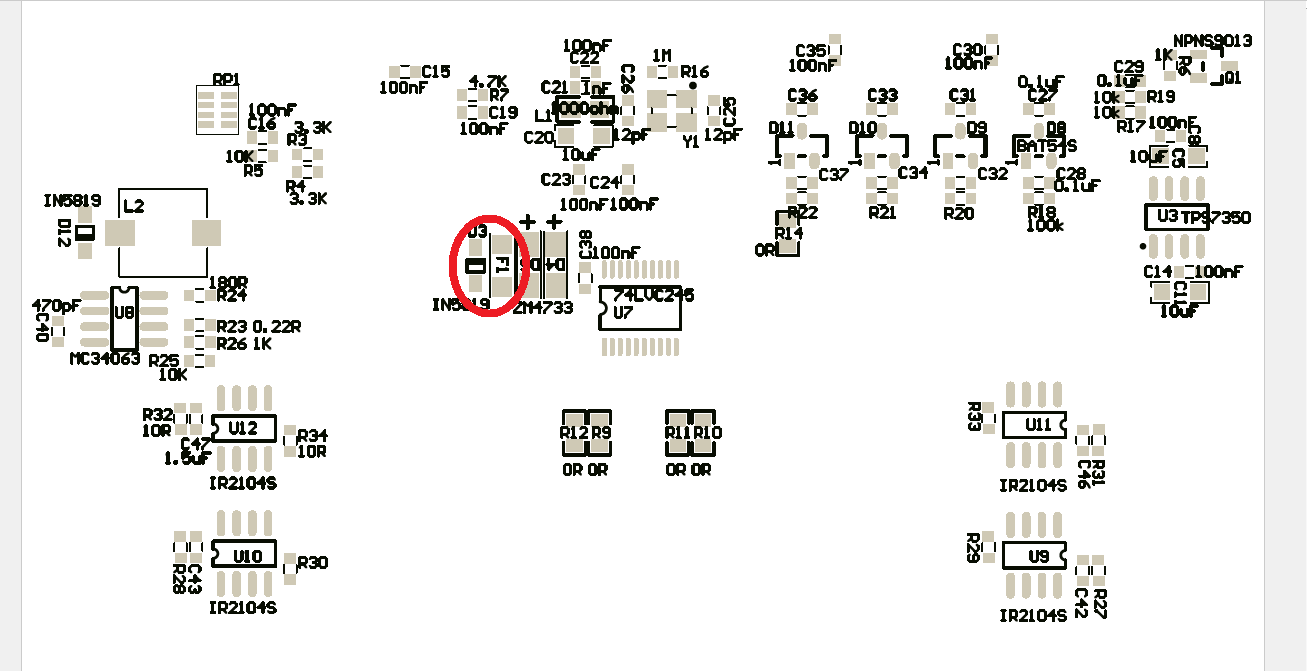 RP1
100nF
C16
3.3K
R3
10K
R5
R4
3.3K
C15
100nF
4.7K
R7
C19
100nF
100nF
C22
C21 1nF
L1
1000ohm
C20
10uF
C26
12pF
1M
R16
C25
Y1
12pF
C23
C24
100nF
100nF
C35
100nF
C30
100nF
C36
C33
C31
0.1uF
C27
D11
D10
D9
D8
BAT54S
1
1
1
1
C37
C34
C32
C28
0.1uF
R22
R21
R20
R18
100k
R14
0R
NPNS9013
1K
R6
Q1
C29
0.1uF
10k
R19
10k
R17
100nF
C8
10uF
C5
U3
TPS7350
C14
100nF
10uF
IN5819
D12
L2
180R
R24
470pF
C40
U8
MC34063
R23 0.22R
R26 1K
R25
10K
F1
IN5819
D4
ZM4733
C38
100nF
74LVC245
U7
R32
10R
C47
1.5uF
U12
R34
10R
IR2104S
R12
R9
R11
R10
0R
0R
0R
0R
R33
U11
C46
R31
IR2104S
R28
C43
U10
R30
IR2104S
R29
U9
C42
R27
IR2104S